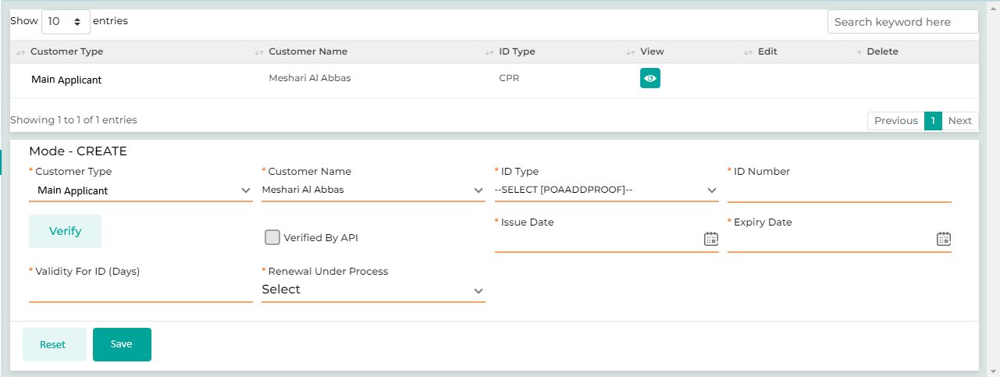 Show 10 entries
Search keyword here
Customer Type Customer Name ID Type View Edit Delete
Main Applicant Meshari Al Abbas CPR
Showing 1 to 1 of 1 entries
Previous 1 Next
Mode - CREATE
* Customer Type * Customer Name * ID Type * ID Number
Main Applicant Meshari Al Abbas --SELECT [POAADDPROOF]--
Verify Verified By API * Issue Date * Expiry Date
* Validity For ID (Days) * Renewal Under Process
Select
Reset Save